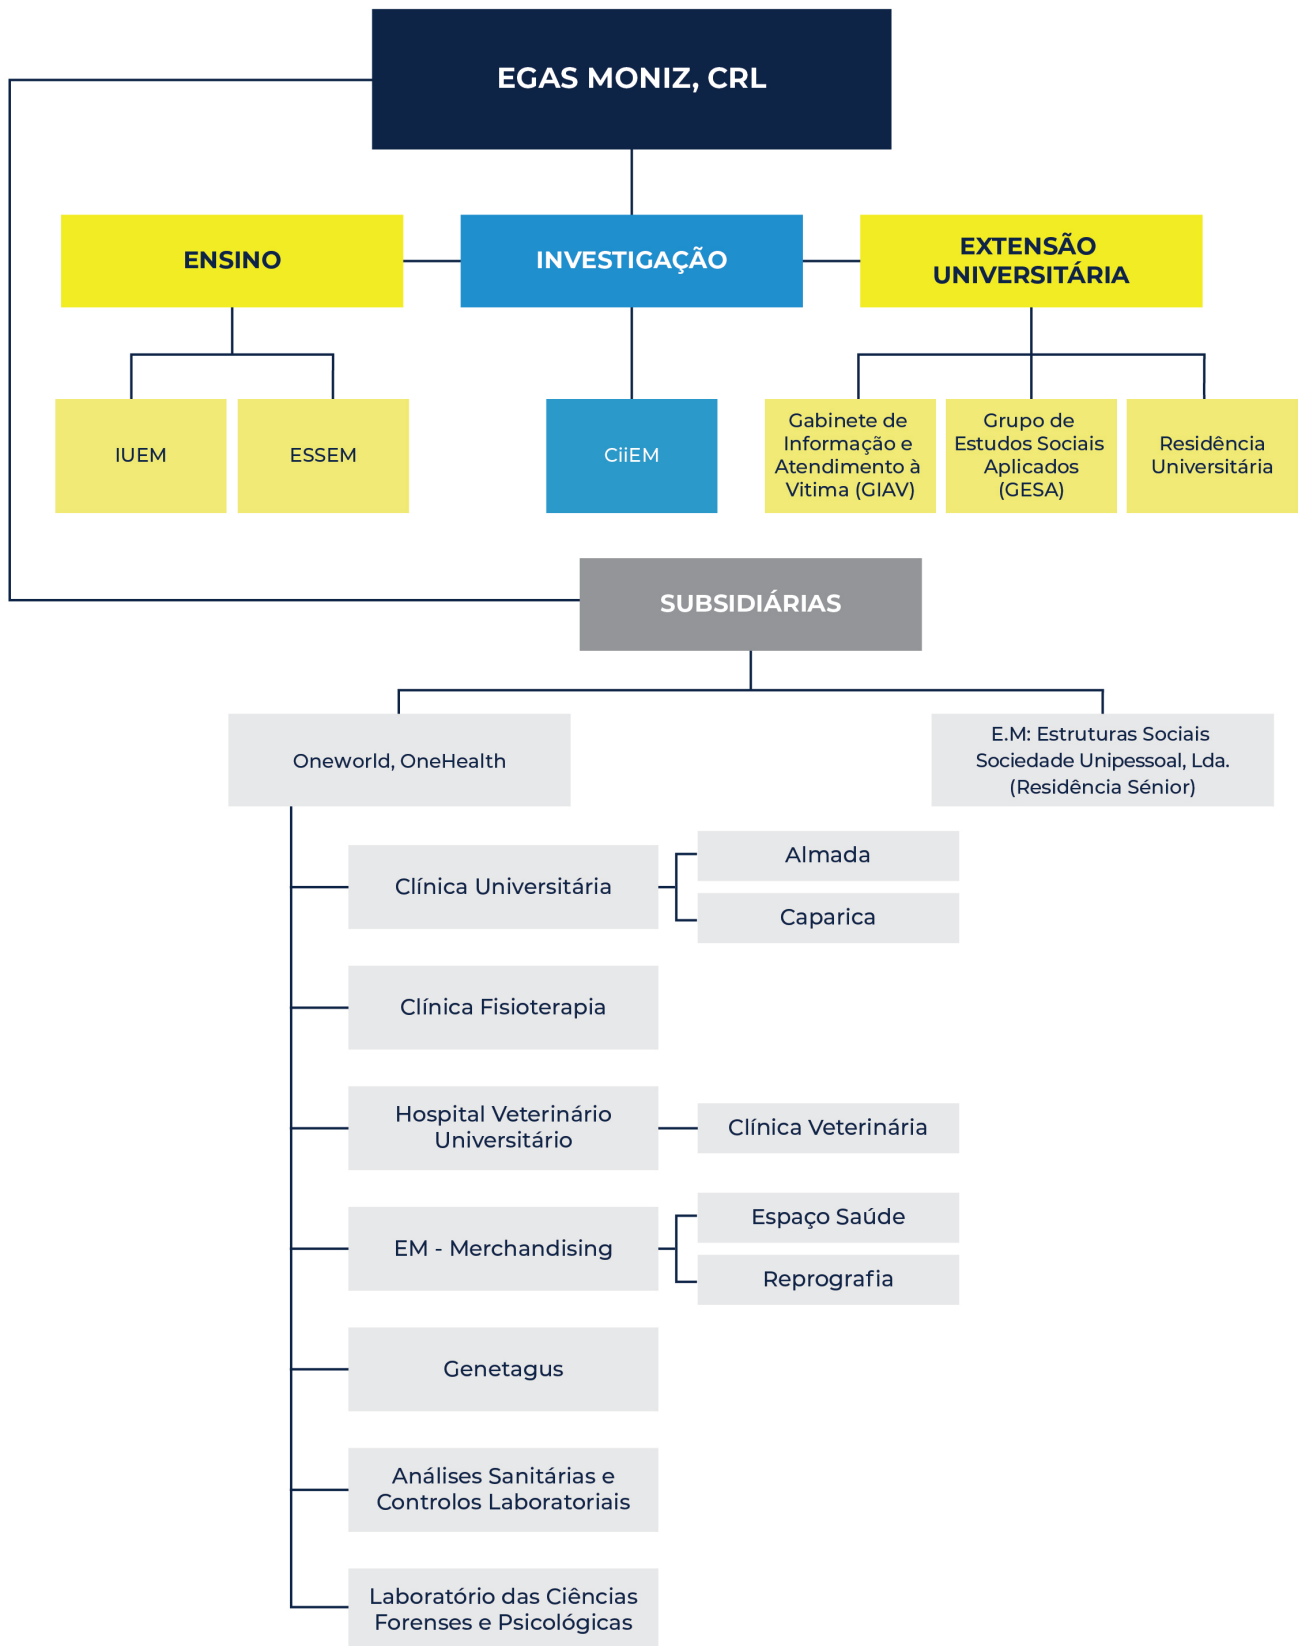 EGAS MONIZ, CRL
ENSINO
INVESTIGAÇÃO
EXTENSÃO
UNIVERSITÁRIA
IUEM
ESSEM
CiiEM
Gabinete de
Informação e
Atendimento à
Vitima (GIAV)
Grupo de
Estudos Sociais
Aplicados
(GESA)
Residência
Universitária
SUBSIDIÁRIAS
Oneworld, OneHealth
E.M: Estruturas Sociais
Sociedade Unipessoal, Lda.
(Residência Sénior)
Clínica Universitária
Almada
Caparica
Clínica Fisioterapia
Hospital Veterinário
Universitário
Clínica Veterinária
EM - Merchandising
Espaço Saúde
Reprografia
Genetagus
Análises Sanitárias e
Controlos Laboratoriais
Laboratório das Ciências
Forenses e Psicológicas